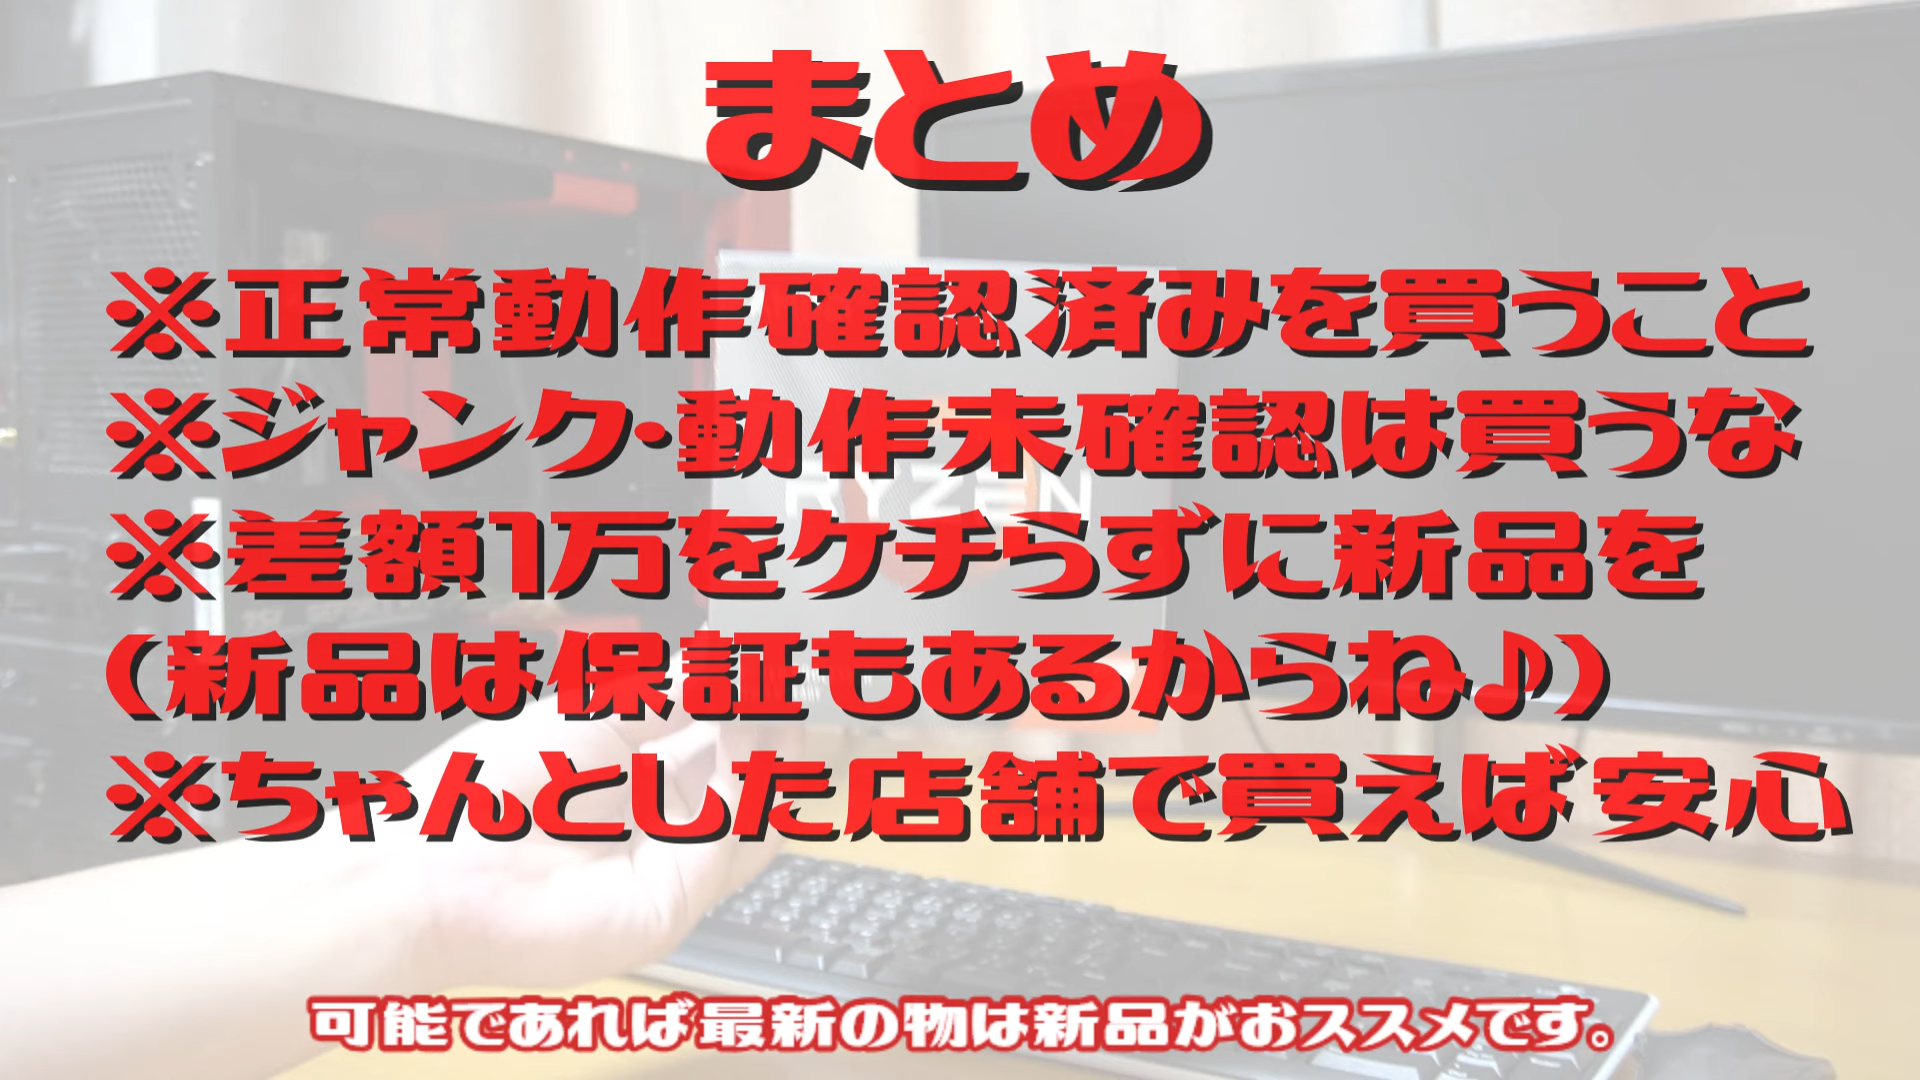 まとめ
※正常動作確認済みを買うこと
※ジャンク・動作未確認は買うな
RYZEN
※差額1万をケチらずに新品を
(新品は保証もあるからね♪)
※ちゃんとした店舗で買えば安心
可能であれば最新の物は新品がおススメです。